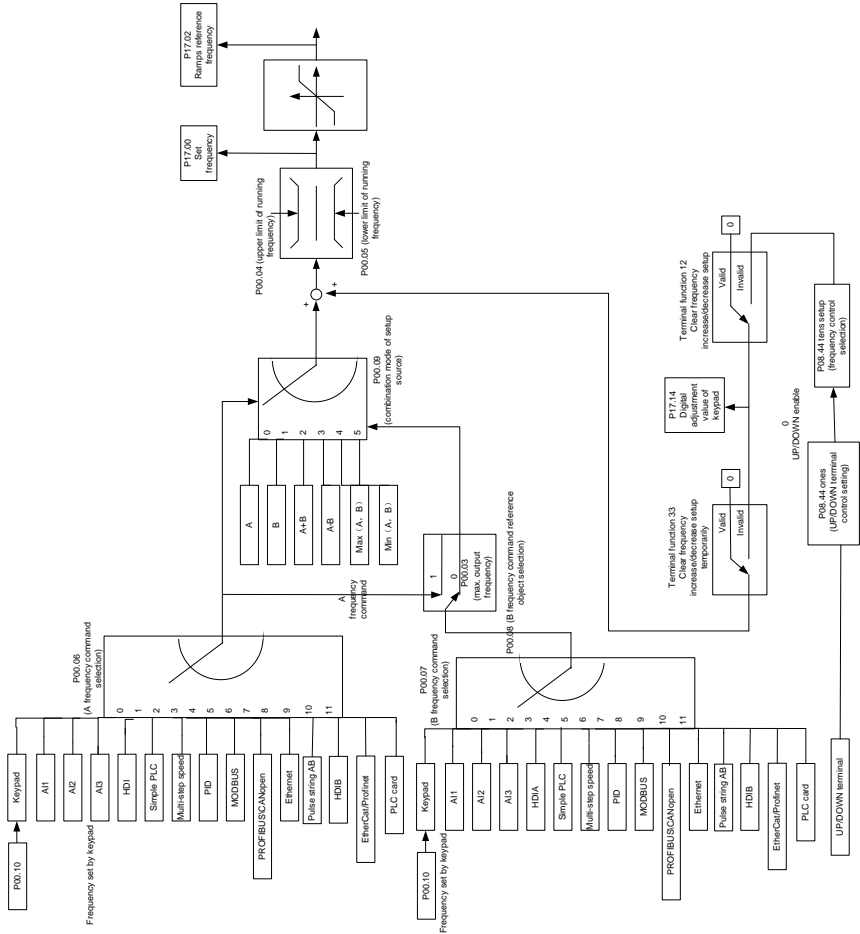 P00.10
Frequency set by keypad
Keypad
AI1
AI2
AI3
HDI
Simple PLC
Multi-step speed
PID
MODBUS
PROFIBUS\CANopen
Ethernet
Pulse string AB
HDIB
EtherCat/Profinet
PLC card
0
1
2
3
4
5
6
7
8
9
10
11
P00.06
(A frequency command
selection)
A
frequency
command
P00.10
Frequency set by keypad
Keypad
AI1
AI2
AI3
HDIA
Simple PLC
Multi-step speed
PID
MODBUS
PROFIBUS\CANopen
Ethernet
Pulse string AB
HDIB
EtherCat/Profinet
PLC card
0
1
2
3
4
5
6
7
8
9
10
11
P00.07
(B frequency command
selection)
P00.08 (B frequency command reference
object selection)
1
0
P00.03
(max. output
frequency)
A
B
A+B
A-B
Max（A，B）
Min（A，B）
0
1
2
3
4
5
P00.09
(combination mode of setup
source)
+
+
P00.04 (upper limit of running
frequency)
P00.05 (lower limit of running
frequency)
P17.00
Set
frequency
P17.02
Ramps reference
frequency
UP/DOWN terminal
P08.44 ones
(UP/DOWN terminal
control setting)
0
UP/DOWN enable
P08.44 tens setup
(frequency control
selection)
Terminal function 33
Clear frequency
increase/decrease setup
temporarily
Valid
Invalid
0
P17.14
Digital
adjustment
value of
keypad
Terminal function 12
Clear frequency
increase/decrease setup
Valid
Invalid
0